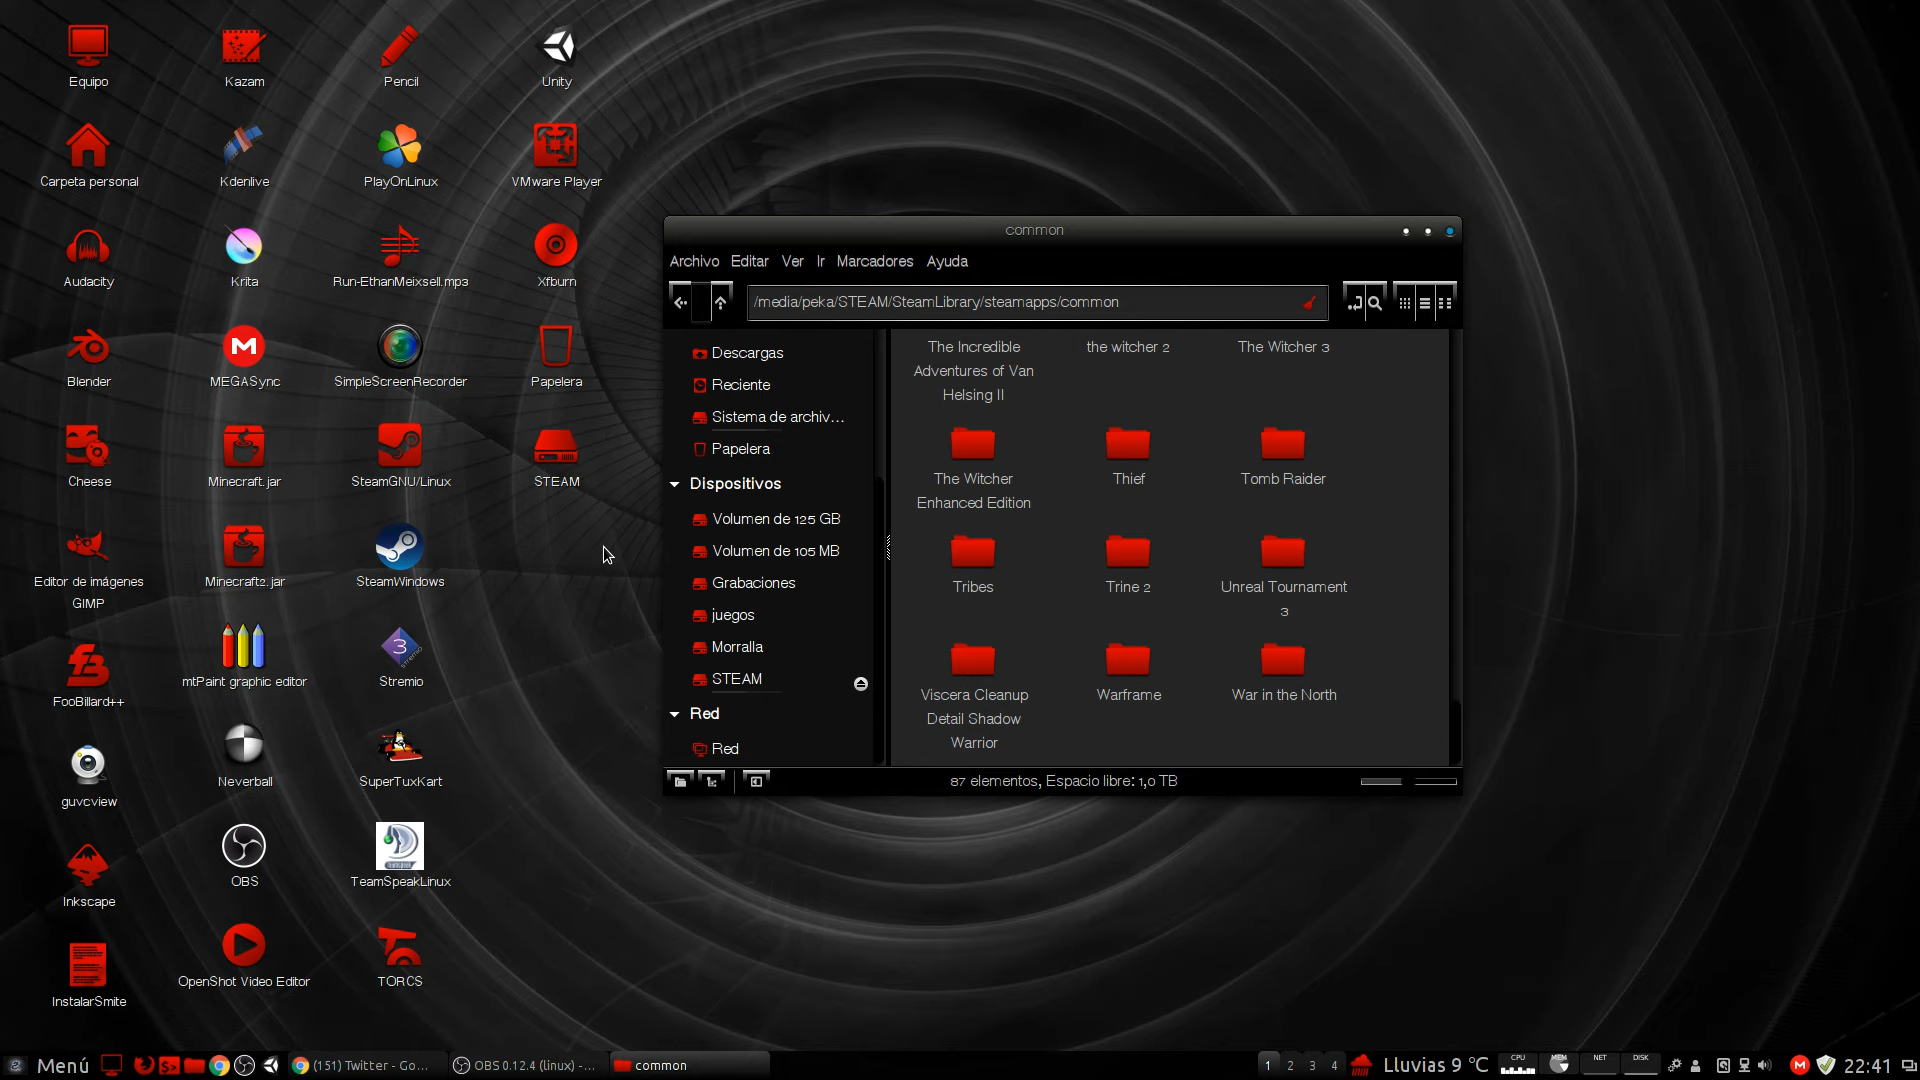 Equipo
Kazam
Pencil
Unity
Carpeta personal
Kdenlive
PlayOnLinux
VMware Player
Audacity
Krita
Run-EthanMeixsell.mp3
Xfburn
Blender
MEGASync
SimpleScreenRecorder
Papelera
Cheese
Minecraft.jar
SteamGNU/Linux
STEAM
Editor de imágenes
GIMP
Minecraft2.jar
SteamWindows
FooBillard++
mtPaint graphic editor
3
stremio
Stremio
guvcview
Neverball
SuperTuxKart
Inkscape
OBS
teamspeak
TeamSpeakLinux
InstalarSmite
OpenShot Video Editor
TORCS
common
Archivo Editar Ver Ir Marcadores Ayuda
/media/peka/STEAM/SteamLibrary/steamapps/common
Descargas
Reciente
Sistema de archiv...
Papelera
Dispositivos
Volumen de 125 GB
Volumen de 105 MB
Grabaciones
juegos
Morralla
STEAM
Red
Red
The Incredible
Adventures of Van
Helsing II
the witcher 2
The Witcher 3
The Witcher
Enhanced Edition
Thief
Tomb Raider
Tribes
Trine 2
Unreal Tournament
3
Viscera Cleanup
Detail Shadow
Warrior
Warframe
War in the North
87 elementos, Espacio libre: 1,0 TB
Menú
(151) Twitter - Go...
OBS 0.12.4 (linux) -...
common
1 2 3 4
Lluvias 9 °C
CPU
MEM
NET
DISK
M
22:41